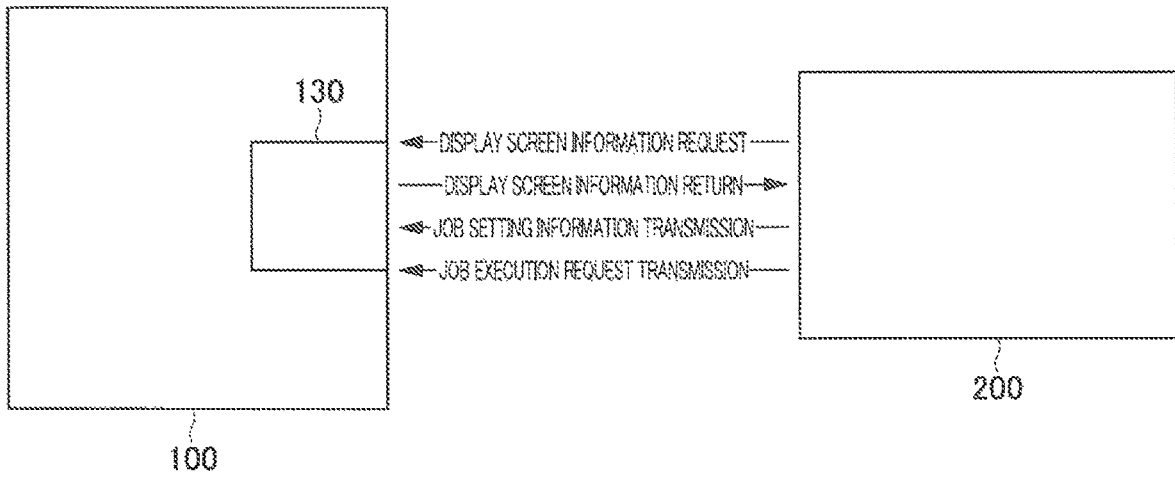 130
DISPLAY SCREEN INFORMATION REQUEST
DISPLAY SCREEN INFORMATION RETURN
JOB SETTING INFORMATION TRANSMISSION
JOB EXECUTION REQUEST TRANSMISSION
200
100